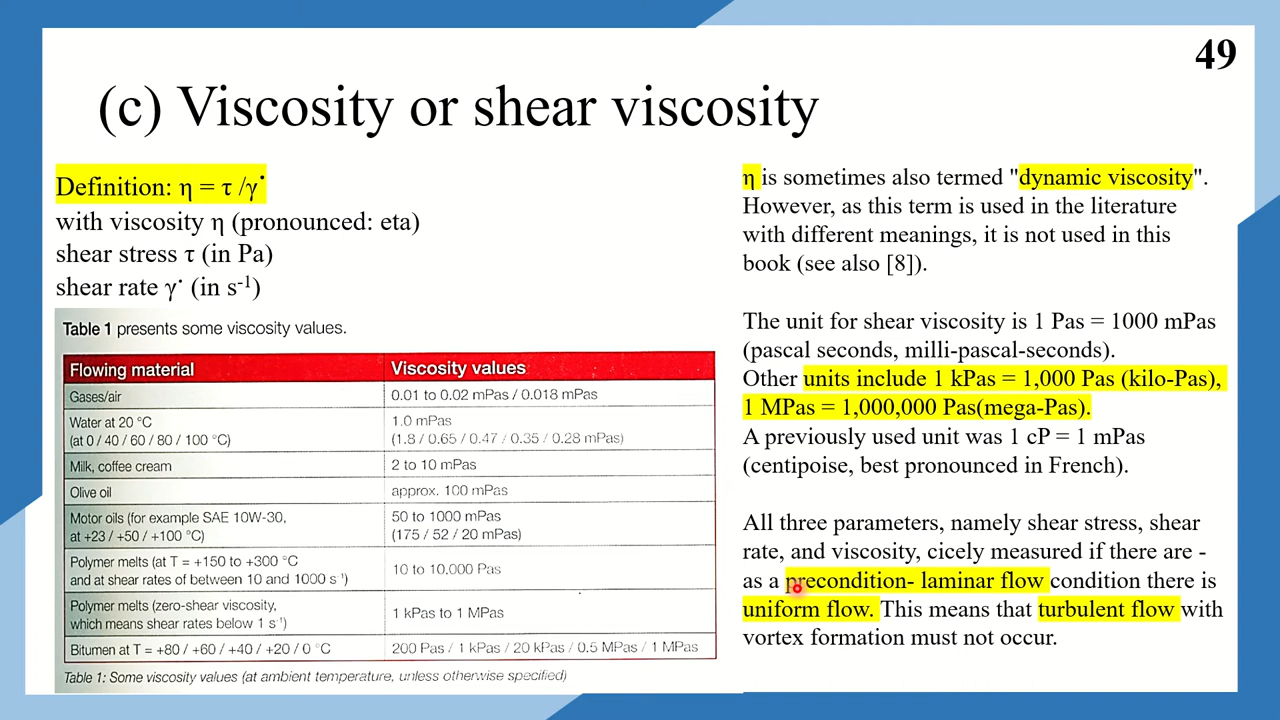 49
(c) Viscosity or shear viscosity
Definition: η = τ /γ˙
with viscosity η (pronounced: eta)
shear stress τ (in Pa)
shear rate γ˙ (in s⁻¹)
Table 1 presents some viscosity values.
Flowing material Viscosity values
Gases/air 0.01 to 0.02 mPas / 0.018 mPas
Water at 20 °C 1.0 mPas
(at 0 / 40 / 60 / 80 / 100 °C) (1.8 / 0.65 / 0.47 / 0.35 / 0.28 mPas)
Milk, coffee cream 2 to 10 mPas
Olive oil approx. 100 mPas
Motor oils (for example SAE 10W-30, 50 to 1000 mPas
at +23 / +50 / +100 °C) (175 / 52 / 20 mPas)
Polymer melts (at T = +150 to +300 °C
and at shear rates of between 10 and 1000 s⁻¹) 10 to 10,000 Pas
Polymer melts (zero-shear viscosity,
which means shear rates below 1 s⁻¹) 1 kPas to 1 MPas
Bitumen at T = +80 / +60 / +40 / +20 / 0 °C 200 Pas / 1 kPas / 20 kPas / 0.5 MPas / 1 MPas
Table 1: Some viscosity values (at ambient temperature, unless otherwise specified)
η is sometimes also termed "dynamic viscosity".
However, as this term is used in the literature
with different meanings, it is not used in this
book (see also [8]).
The unit for shear viscosity is 1 Pas = 1000 mPas
(pascal seconds, milli-pascal-seconds).
Other units include 1 kPas = 1,000 Pas (kilo-Pas),
1 MPas = 1,000,000 Pas(mega-Pas).
A previously used unit was 1 cP = 1 mPas
(centipoise, best pronounced in French).
All three parameters, namely shear stress, shear
rate, and viscosity, cicely measured if there are -
as a precondition- laminar flow condition there is
uniform flow. This means that turbulent flow with
vortex formation must not occur.